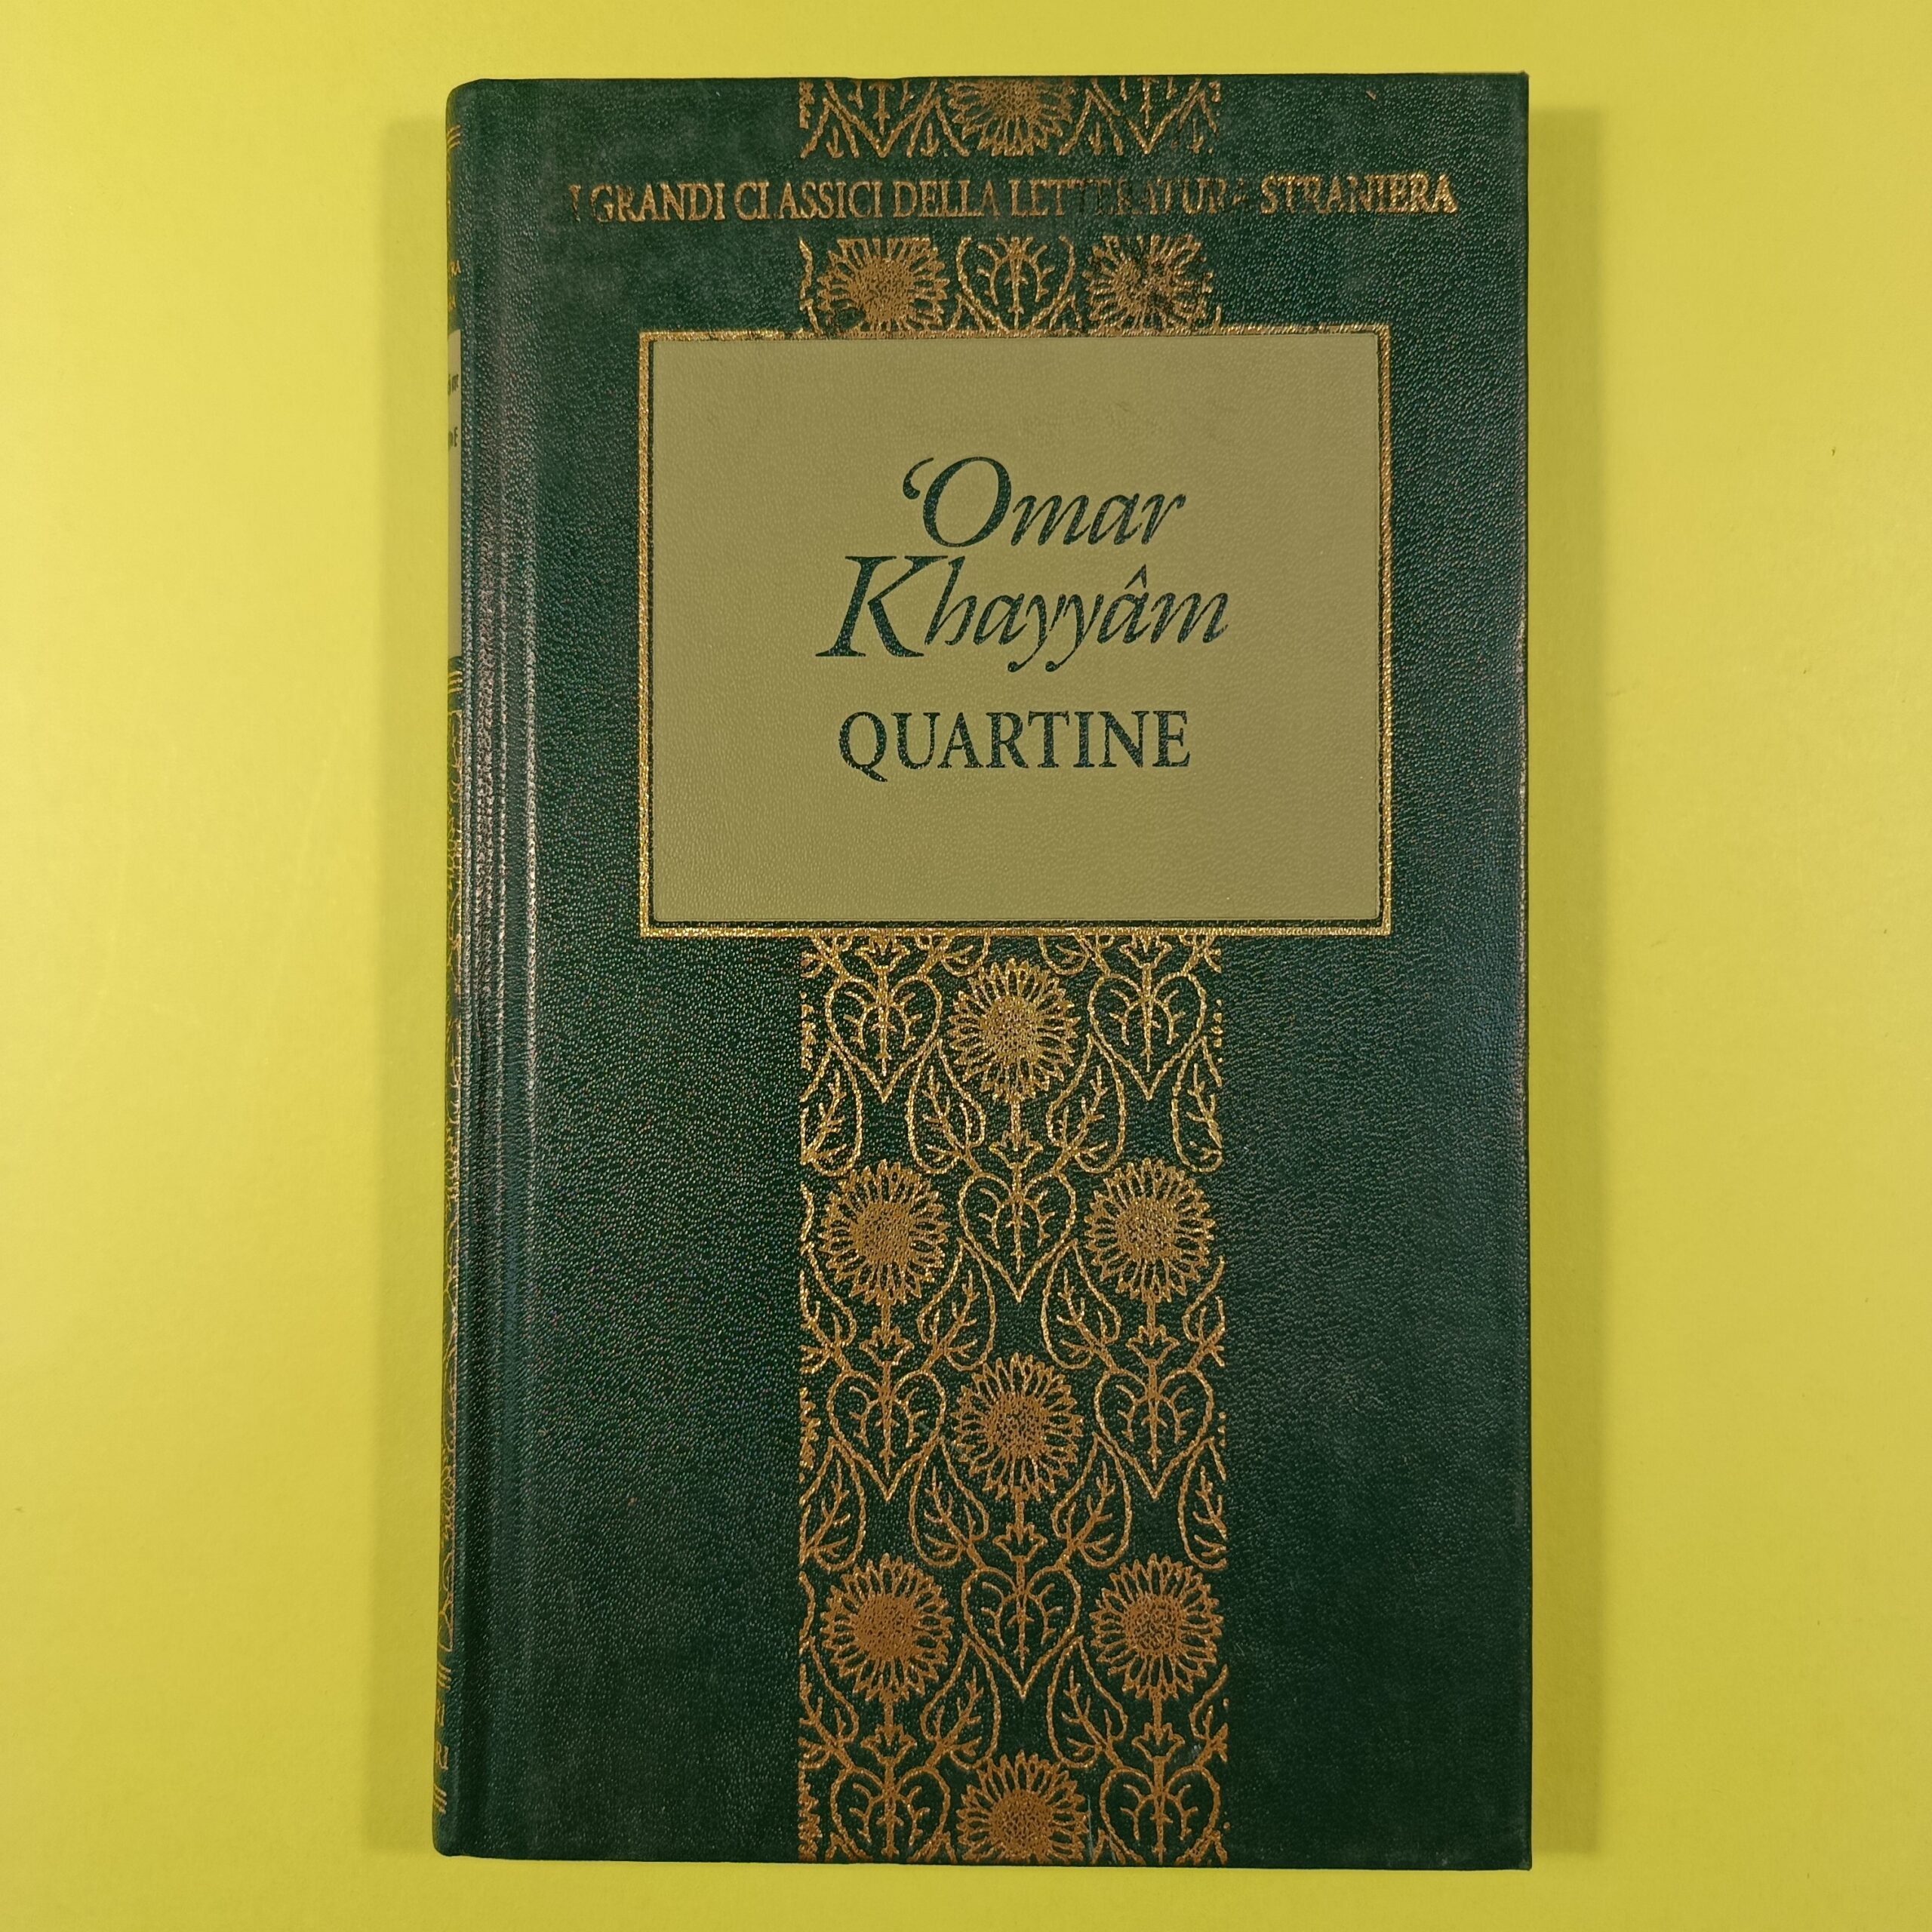 I GRANDI CLASSICI DELLA LETTERATURA STRANIERA
‘Omar
Khayyâm
QUARTINE